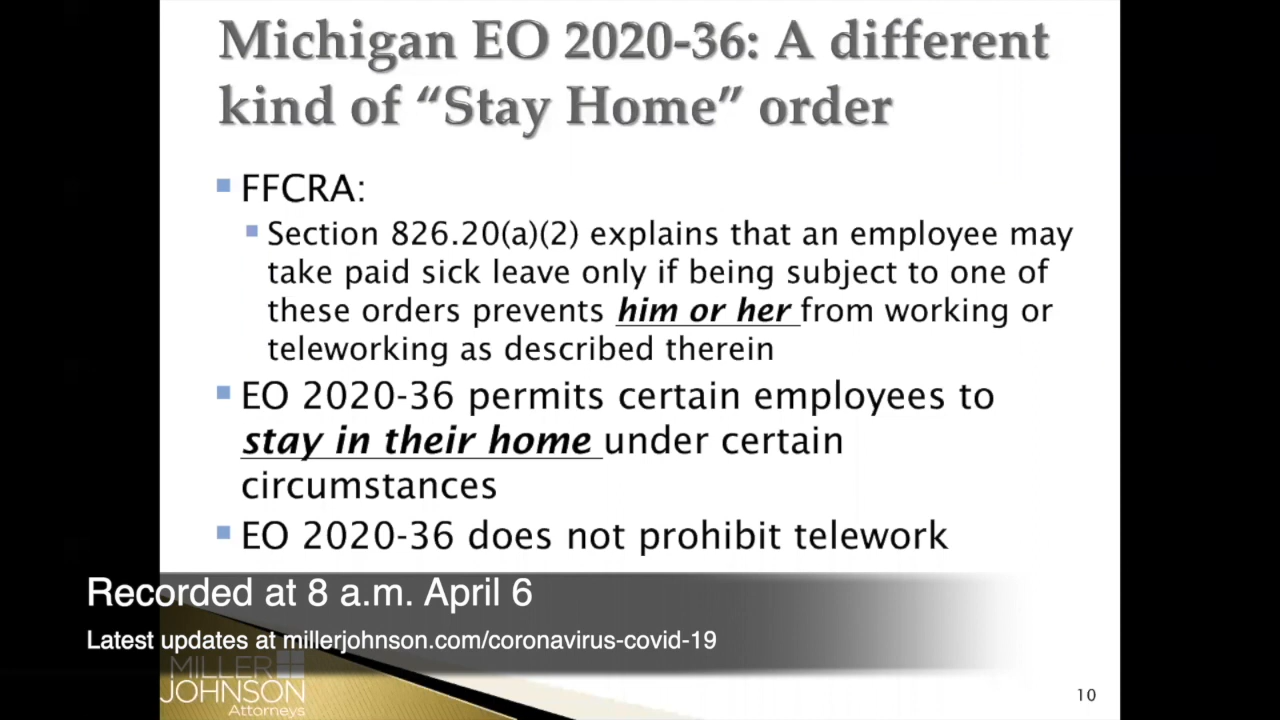 Michigan EO 2020-36: A different
kind of “Stay Home” order
FFCRA:
Section 826.20(a)(2) explains that an employee may
take paid sick leave only if being subject to one of
these orders prevents him or her from working or
teleworking as described therein
EO 2020-36 permits certain employees to
stay in their home under certain
circumstances
EO 2020-36 does not prohibit telework
Recorded at 8 a.m. April 6
Latest updates at millerjohnson.com/coronavirus-covid-19
MILLER
JOHNSON
Attorneys
10